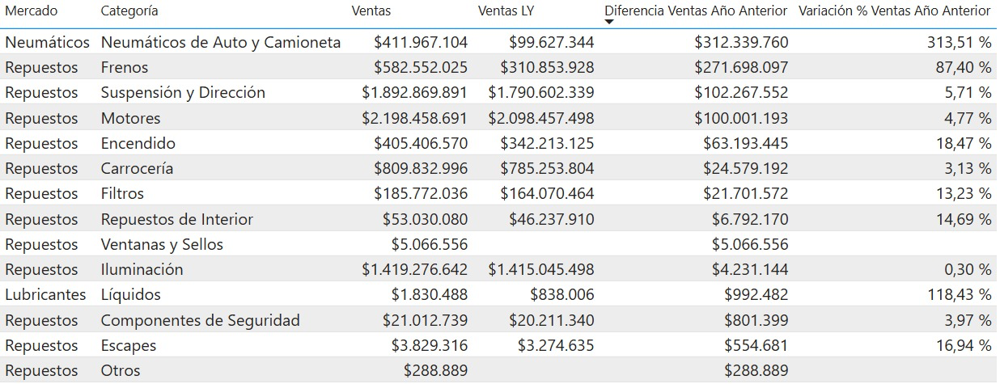 Mercado Categoría Ventas Ventas LY Diferencia Ventas Año Anterior Variación % Ventas Año Anterior
Neumáticos Neumáticos de Auto y Camioneta $411.967.104 $99.627.344 $312.339.760 313,51 %
Repuestos Frenos $582.552.025 $310.853.928 $271.698.097 87,40 %
Repuestos Suspensión y Dirección $1.892.869.891 $1.790.602.339 $102.267.552 5,71 %
Repuestos Motores $2.198.458.691 $2.098.457.498 $100.001.193 4,77 %
Repuestos Encendido $405.406.570 $342.213.125 $63.193.445 18,47 %
Repuestos Carrocería $809.832.996 $785.253.804 $24.579.192 3,13 %
Repuestos Filtros $185.772.036 $164.070.464 $21.701.572 13,23 %
Repuestos Repuestos de Interior $53.030.080 $46.237.910 $6.792.170 14,69 %
Repuestos Ventanas y Sellos $5.066.556 $5.066.556
Repuestos Iluminación $1.419.276.642 $1.415.045.498 $4.231.144 0,30 %
Lubricantes Líquidos $1.830.488 $838.006 $992.482 118,43 %
Repuestos Componentes de Seguridad $21.012.739 $20.211.340 $801.399 3,97 %
Repuestos Escapes $3.829.316 $3.274.635 $554.681 16,94 %
Repuestos Otros $288.889 $288.889